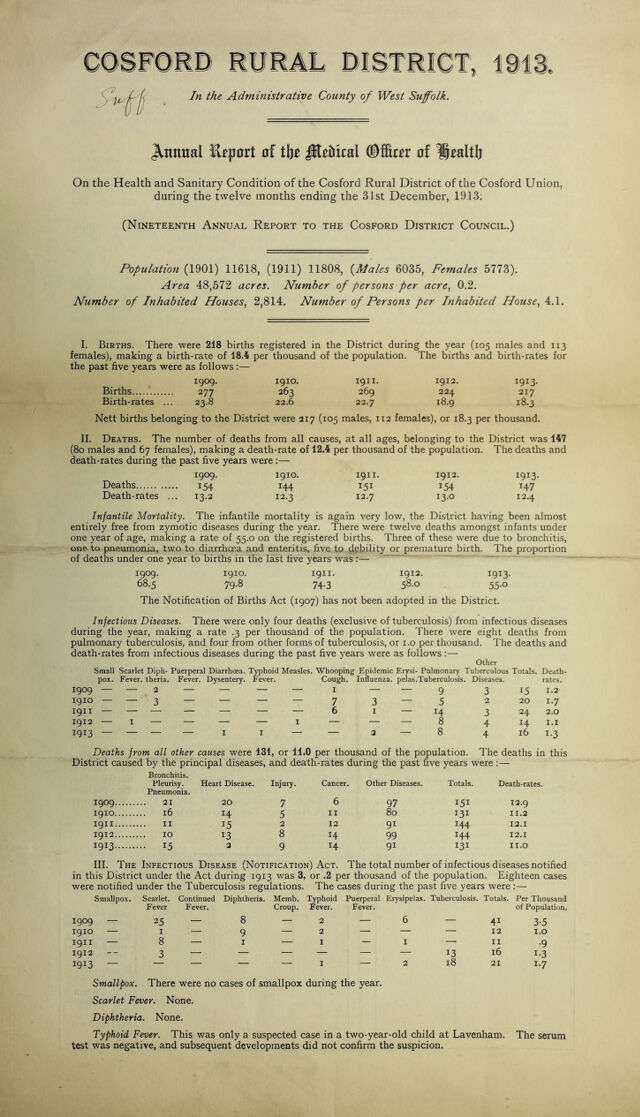 COSFORD RURAL DISTRICT, 1913.
Suff.
In the Administrative County of West Suffolk.
Annual Report of the Medical Officer of Health
On the Health and Sanitary Condition of the Cosford Rural District of the Cosford Union,
during the twelve months ending the 31st December, 1913.
(NINETEENTH ANNUAL REPORT TO THE COSFORD DISTRICT COUNCIL.)
Population (1901) 11618, (1911) 11808, (Males 6035, Females 5773).
Area 48,572 acres. Number of persons per acre, 0.2.
Number of Inhabited Houses, 2,814. Number of Persons per Inhabited House, 4.1.
I. BIRTHS. There were 218 births registered in the District during the year (105 males and 113
females), making a birth-rate of 18.4 per thousand of the population. The births and birth-rates for
the past five years were as follows :—
1909. 1910. 1911. 1912. 1913.
Births............ 277 263 269 224 217
Birth-rates ... 23.8 22.6 22.7 18.9 18.3
Nett births belonging to the District were 217 (105 males, 112 females), or 18.3 per thousand.
II. DEATHS. The number of deaths from all causes, at all ages, belonging to the District was 147
(80 males and 67 females), making a death-rate of 12.4 per thousand of the population. The deaths and
death-rates during the past five years were :—
1909. 1910. 1911. 1912. 1913.
Deaths...... ..... 154 144 151 154 147
Death-rates ... 13.2 12.3 12.7 13.0 12.4
Infantile Mortality. The infantile mortality is again very low, the District having been almost
entirely free from zymotic diseases during the year. There were twelve deaths amongst infants under
one year of age, making a rate of 55.0 on the registered births. Three of these were due to bronchitis,
one to pneumonia, two to diarrhœa and enteritis, five to debility or premature birth. The proportion
of deaths under one year to births in the last five years was :—
1909. 1910. 1911. 1912. 1913.
68.5 79.8 74.3 58.0 55.0
The Notification of Births Act (1907) has not been adopted in the District.
Infectious Diseases. There were only four deaths (exclusive of tuberculosis) from infectious diseases
during the year, making a rate .3 per thousand of the population. There were eight deaths from
pulmonary tuberculosis, and four from other forms of tuberculosis, or 1.0 per thousand. The deaths and
death-rates from infectious diseases during the past five years were as follows :—
Other
Small Scarlet Diph- Puerperal Diarrhœa. Typhoid Measles. Whooping Epidemic Erysi- Pulmonary Tuberculous Totals. Death-
pox. Fever. theria. Fever. Dysentery. Fever. Cough. Influenza. pelas. Tuberculosis. Diseases. rates.
1909 — — 2 — — — — 1 — — 9 3 15 1.2
1910 — — 3 — — — — 7 3 — 5 2 20 1.7
1911 — — — — — — — 6 1 — 14 3 24 2.0
1912 — 1 — — — — 1 — — — 8 4 14 1.1
1913 — — — — 1 1 — — 2 — 8 4 16 1.3
Deaths from all other causes were 131, or 11.0 per thousand of the population. The deaths in this
District caused by the principal diseases, and death-rates during the past five years were :—
Bronchitis.
Pleurisy. Heart Disease. Injury. Cancer. Other Diseases. Totals. Death-rates.
Pneumonia.
1909......... 21 20 7 6 97 151 12.9
1910......... 16 14 5 11 80 131 11.2
1911......... 11 15 2 12 91 144 12.1
1912......... 10 13 8 14 99 144 12.1
1913......... 15 2 9 14 91 131 11.0
III. THE INFECTIOUS DISEASE (NOTIFICATION) ACT. The total number of infectious diseases notified
in this District under the Act during 1913 was 3, or .2 per thousand of the population. Eighteen cases
were notified under the Tuberculosis regulations. The cases during the past five years were :—
Smallpox. Scarlet. Continued Diphtheria. Memb. Typhoid Puerperal Erysipelas. Tuberculosis. Totals. Per Thousand
Fever Fever. Croup. Fever. Fever. of Population.
1909 — 25 — 8 — 2 — 6 41 3.5
1910 — 1 — 9 — 2 — — — 12 1.0
1911 — 8 — 1 — 1 — 1 — 11 .9
1912 -- 3 — — — — — — 13 16 1.3
1913 — — — — — 1 — 2 18 21 1.7
Smallpox. There were no cases of smallpox during the year.
Scarlet Fever. None.
Diphtheria. None.
Typhoid Fever. This was only a suspected case in a two-year-old child at Lavenham. The serum
test was negative, and subsequent developments did not confirm the suspicion.